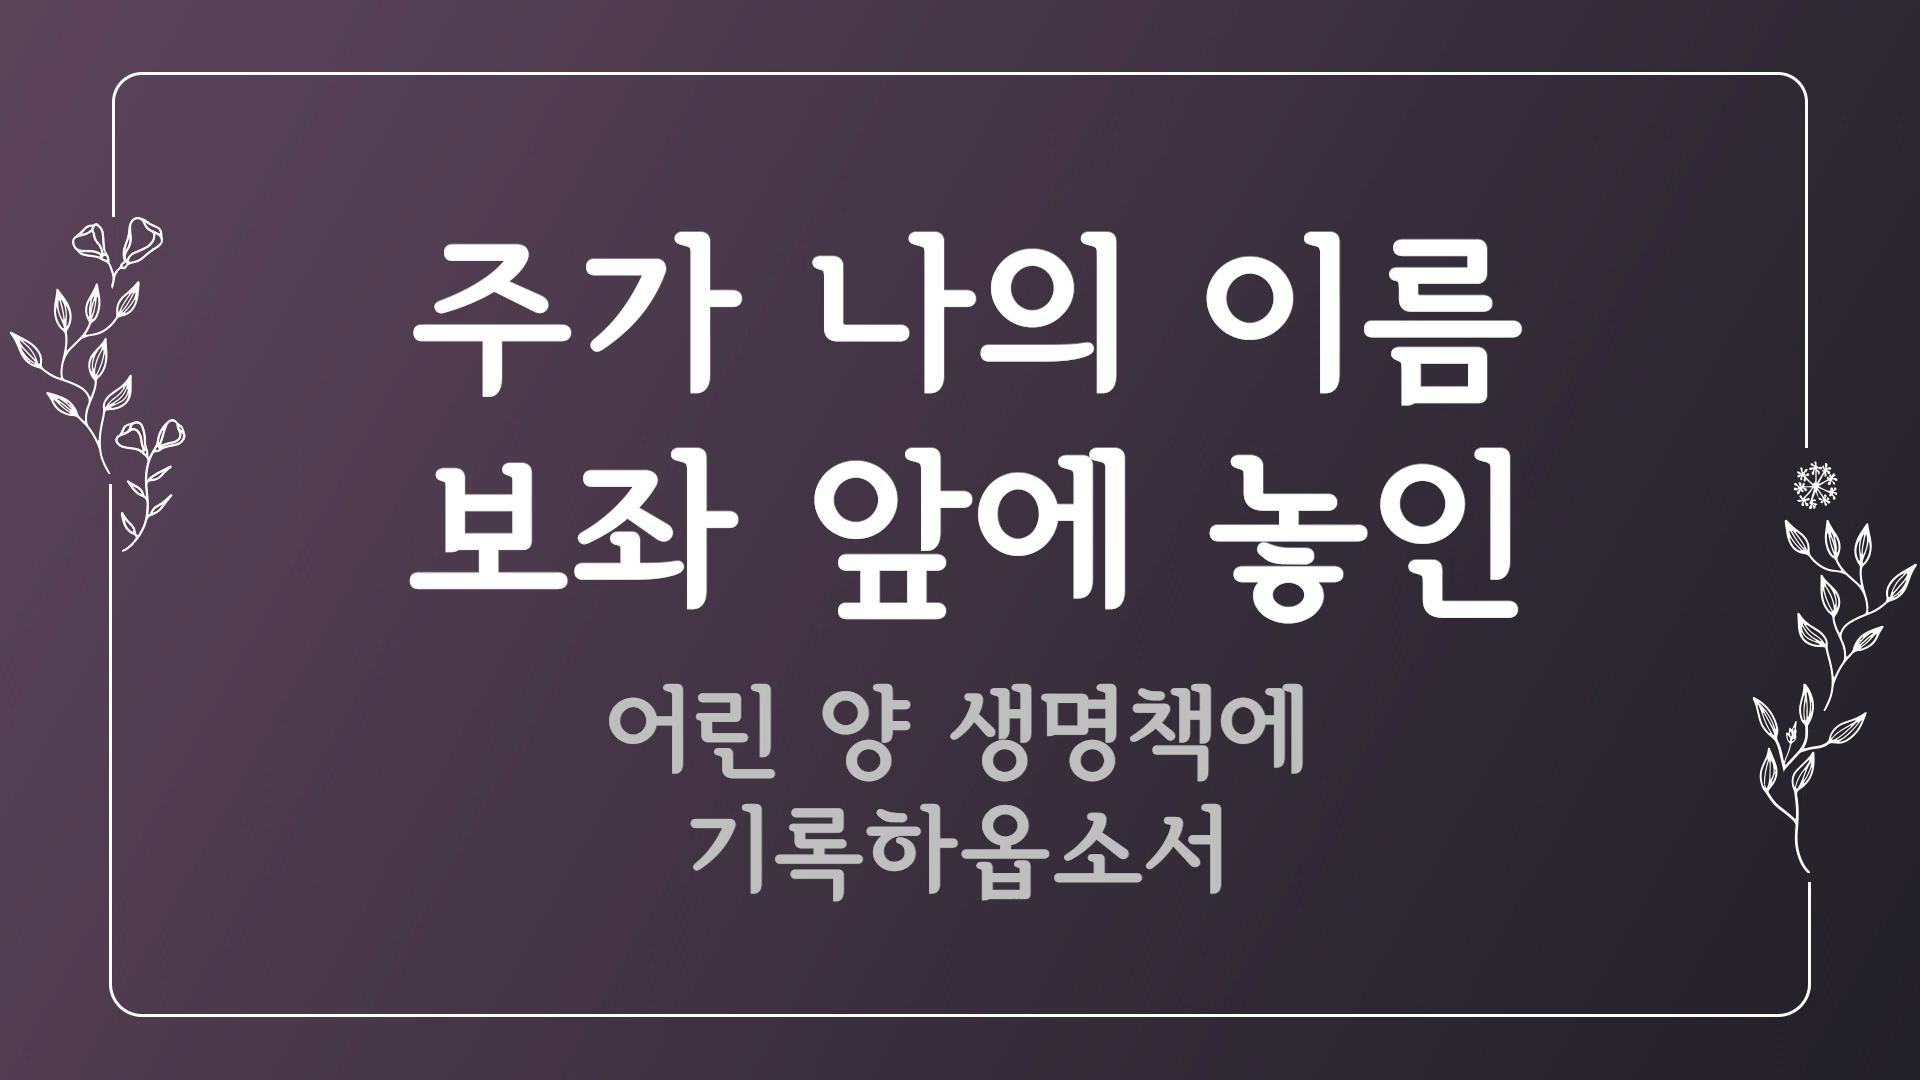 주가 나의 이름
보좌 앞에 놓인
어린 양 생명책에
기록하옵소서